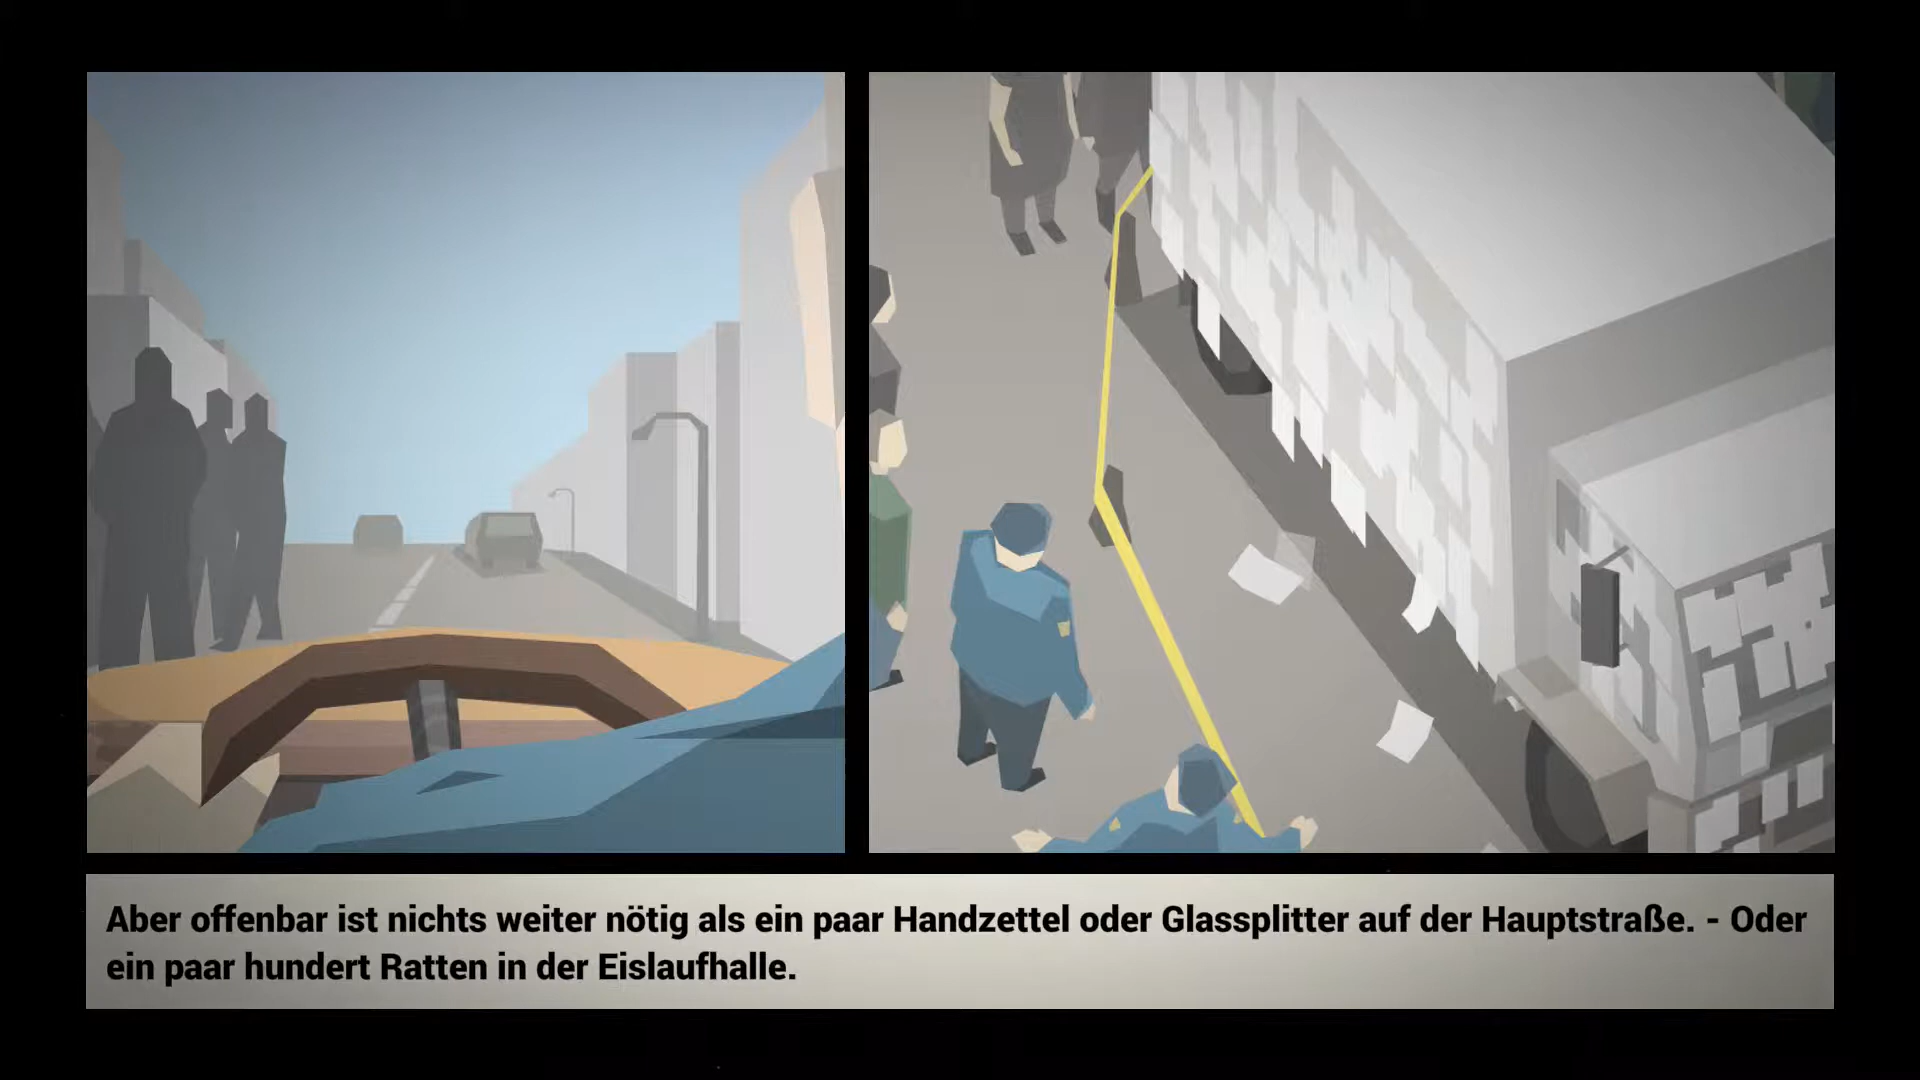 Aber offenbar ist nichts weiter nötig als ein paar Handzettel oder Glassplitter auf der Hauptstraße. - Oder
ein paar hundert Ratten in der Eislaufhalle.